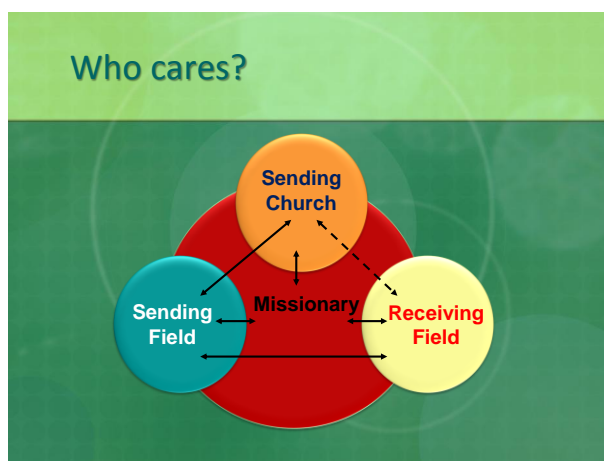 Who cares?
Sending
Church
Missionary
Sending
Field
Receiving
Field